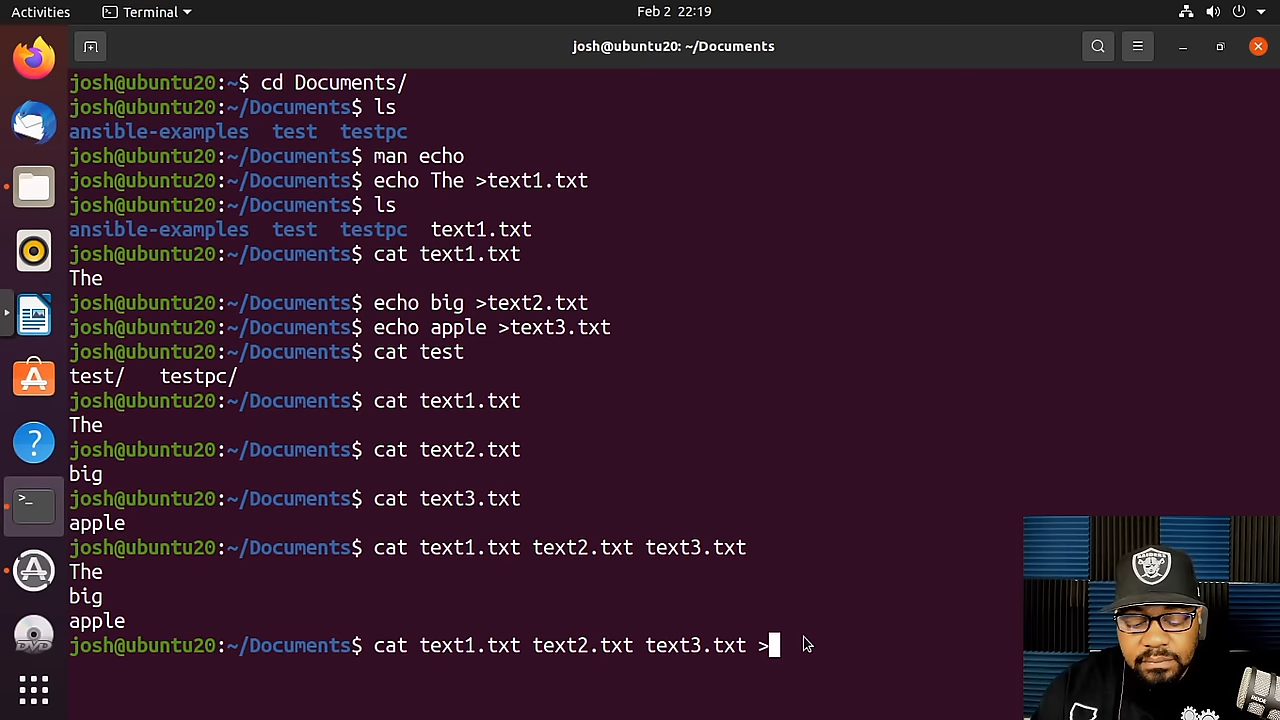 Activities Terminal Feb 2 22:19
josh@ubuntu20: ~/Documents
josh@ubuntu20:~$ cd Documents/
josh@ubuntu20:~/Documents$ ls
ansible-examples test testpc
josh@ubuntu20:~/Documents$ man echo
josh@ubuntu20:~/Documents$ echo The >text1.txt
josh@ubuntu20:~/Documents$ ls
ansible-examples test testpc text1.txt
josh@ubuntu20:~/Documents$ cat text1.txt
The
josh@ubuntu20:~/Documents$ echo big >text2.txt
josh@ubuntu20:~/Documents$ echo apple >text3.txt
josh@ubuntu20:~/Documents$ cat test
test/ testpc/
josh@ubuntu20:~/Documents$ cat text1.txt
The
josh@ubuntu20:~/Documents$ cat text2.txt
big
josh@ubuntu20:~/Documents$ cat text3.txt
apple
josh@ubuntu20:~/Documents$ cat text1.txt text2.txt text3.txt
The
big
apple
josh@ubuntu20:~/Documents$ cat text1.txt text2.txt text3.txt >
RAIDERS
RODE
DVD